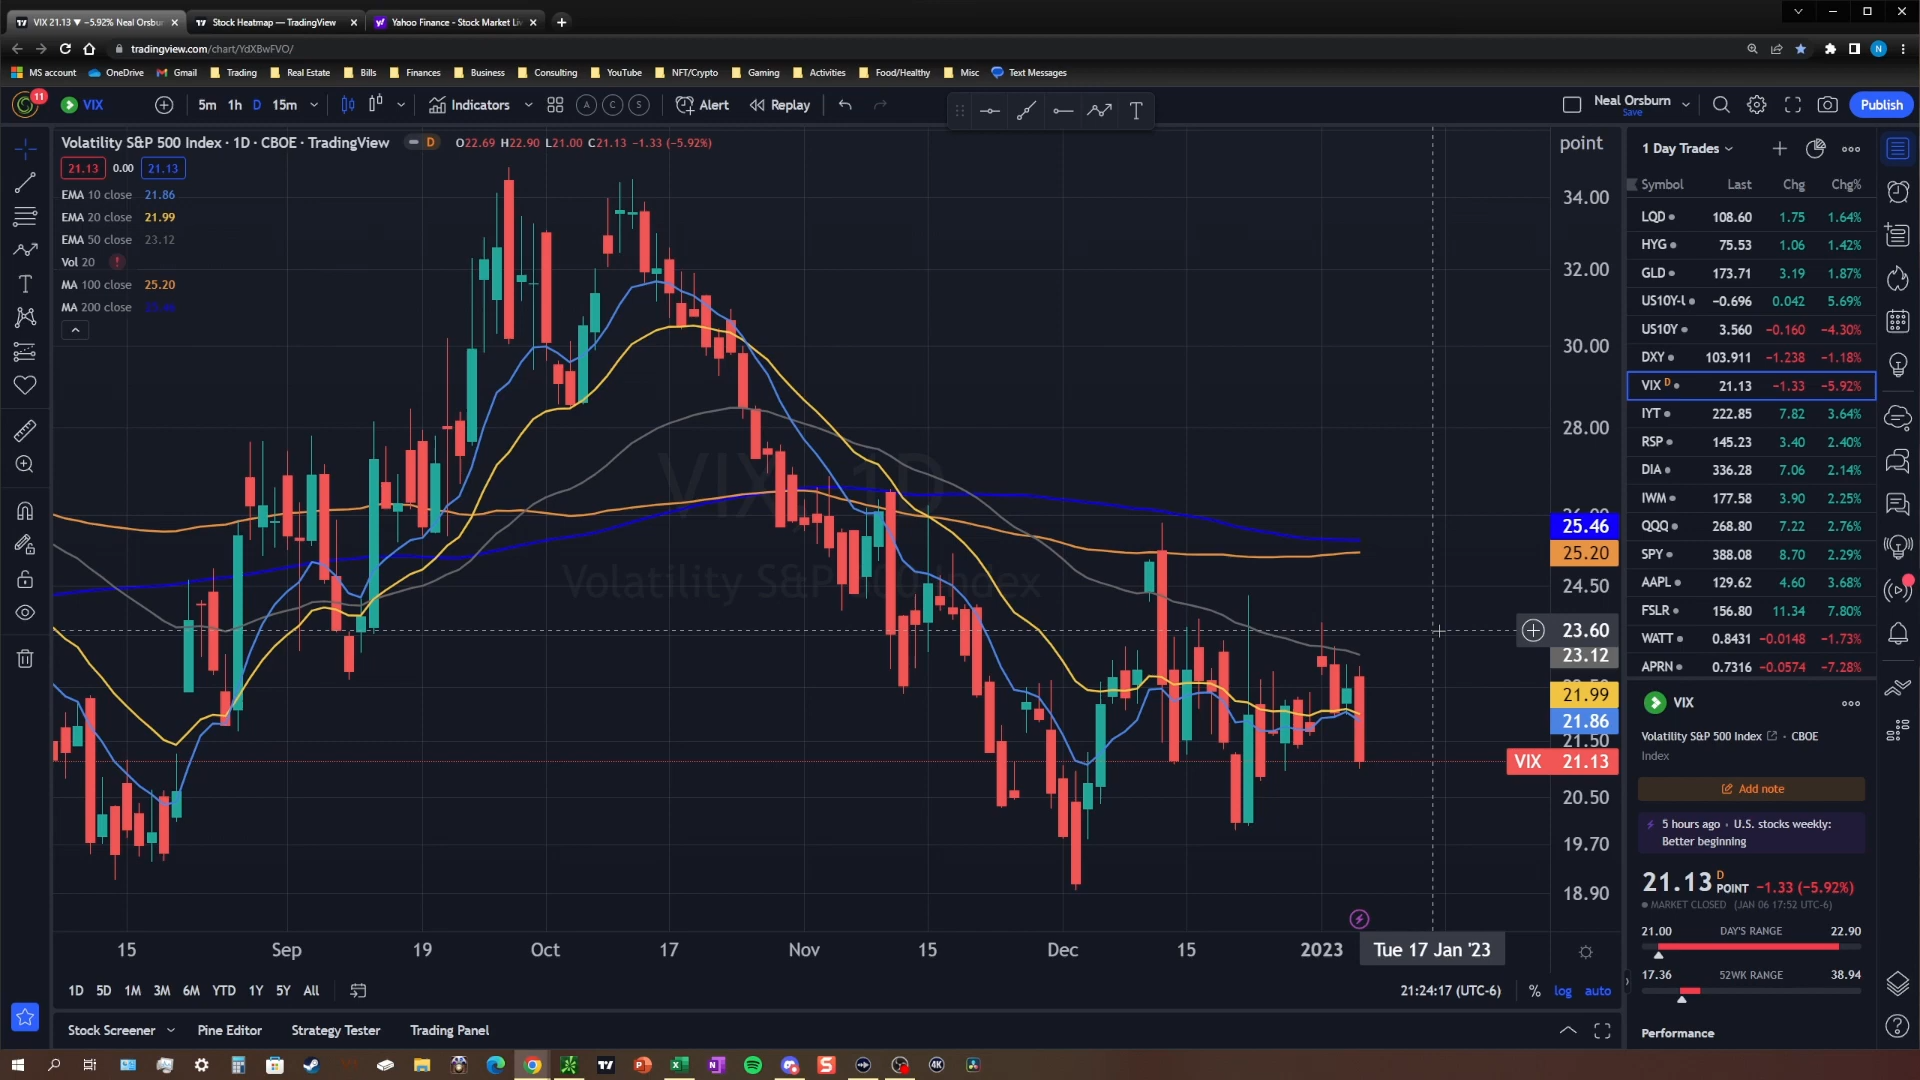 VIX 21.13 ▼ −5.92% Neal Orsbur
Stock Heatmap — TradingView
Yahoo Finance - Stock Market Liv
tradingview.com/chart/YdXBwFVO/
MS account
OneDrive
Gmail
Trading
Real Estate
Bills
Finances
Business
Consulting
YouTube
NFT/Crypto
Gaming
Activities
Food/Healthy
Misc
Text Messages
11
VIX
5m 1h D 15m
Indicators
A C S
Alert
Replay
T
Neal Orsburn
Save
Publish
Volatility S&P 500 Index · 1D · CBOE · TradingView
D
O22.69 H22.90 L21.00 C21.13 −1.33 (−5.92%)
21.13 0.00 21.13
EMA 10 close 21.86
EMA 20 close 21.99
EMA 50 close 23.12
Vol 20
MA 100 close 25.20
MA 200 close 25.46
VIX, 1D
Volatility S&P 500 Index
point
34.00
32.00
30.00
28.00
25.46
25.20
24.50
23.60
23.12
21.99
21.86
21.50
VIX 21.13
20.50
19.70
18.90
15 Sep 19 Oct 17 Nov 15 Dec 15 2023 Tue 17 Jan '23
1D 5D 1M 3M 6M YTD 1Y 5Y All
21:24:17 (UTC-6) % log auto
Stock Screener
Pine Editor
Strategy Tester
Trading Panel
1 Day Trades
Symbol Last Chg Chg%
LQD 108.60 1.75 1.64%
HYG 75.53 1.06 1.42%
GLD 173.71 3.19 1.87%
US10Y-l −0.696 0.042 5.69%
US10Y 3.560 −0.160 −4.30%
DXY 103.911 −1.238 −1.18%
VIX D 21.13 −1.33 −5.92%
IYT 222.85 7.82 3.64%
RSP 145.23 3.40 2.40%
DIA 336.28 7.06 2.14%
IWM 177.58 3.90 2.25%
QQQ 268.80 7.22 2.76%
SPY 388.08 8.70 2.29%
AAPL 129.62 4.60 3.68%
FSLR 156.80 11.34 7.80%
WATT 0.8431 −0.0148 −1.73%
APRN 0.7316 −0.0574 −7.28%
VIX
Volatility S&P 500 Index · CBOE
Index
Add note
5 hours ago · U.S. stocks weekly:
Better beginning
21.13 D POINT −1.33 (−5.92%)
MARKET CLOSED (JAN 06 17:52 UTC-6)
21.00 DAY'S RANGE 22.90
17.36 52WK RANGE 38.94
Performance